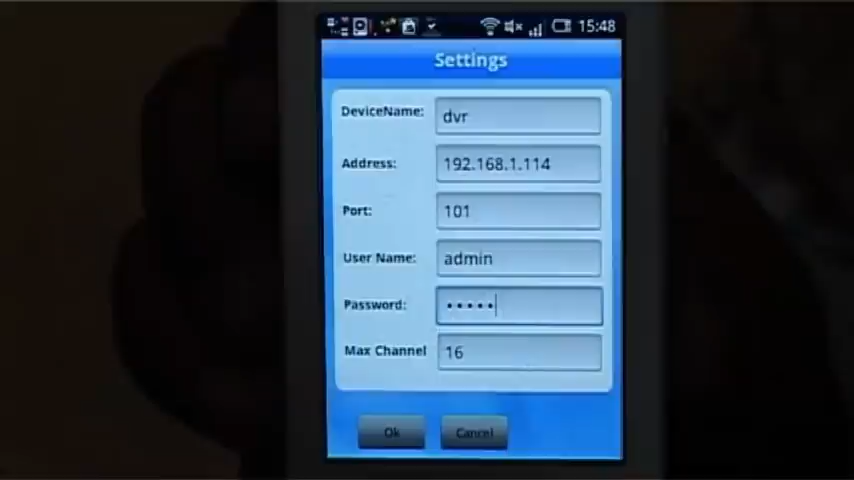 15:48
Settings
DeviceName: dvr
Address: 192.168.1.114
Port: 101
User Name: admin
Password: •••••
Max Channel 16
Ok Cancel